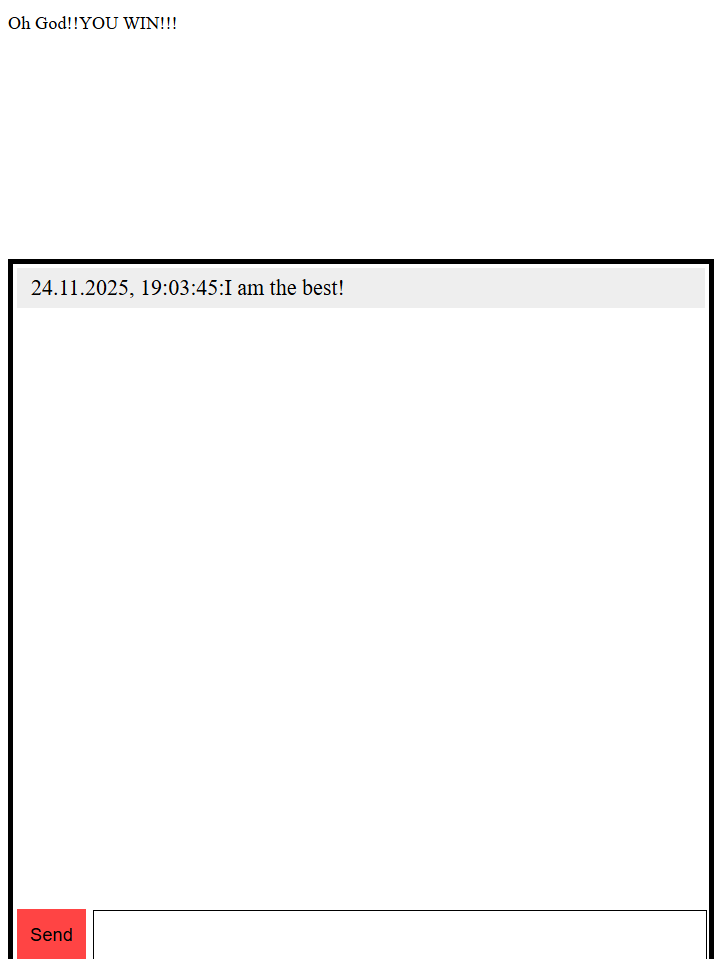 Oh God!!YOU WIN!!!
24.11.2025, 19:03:45:I am the best!
Send